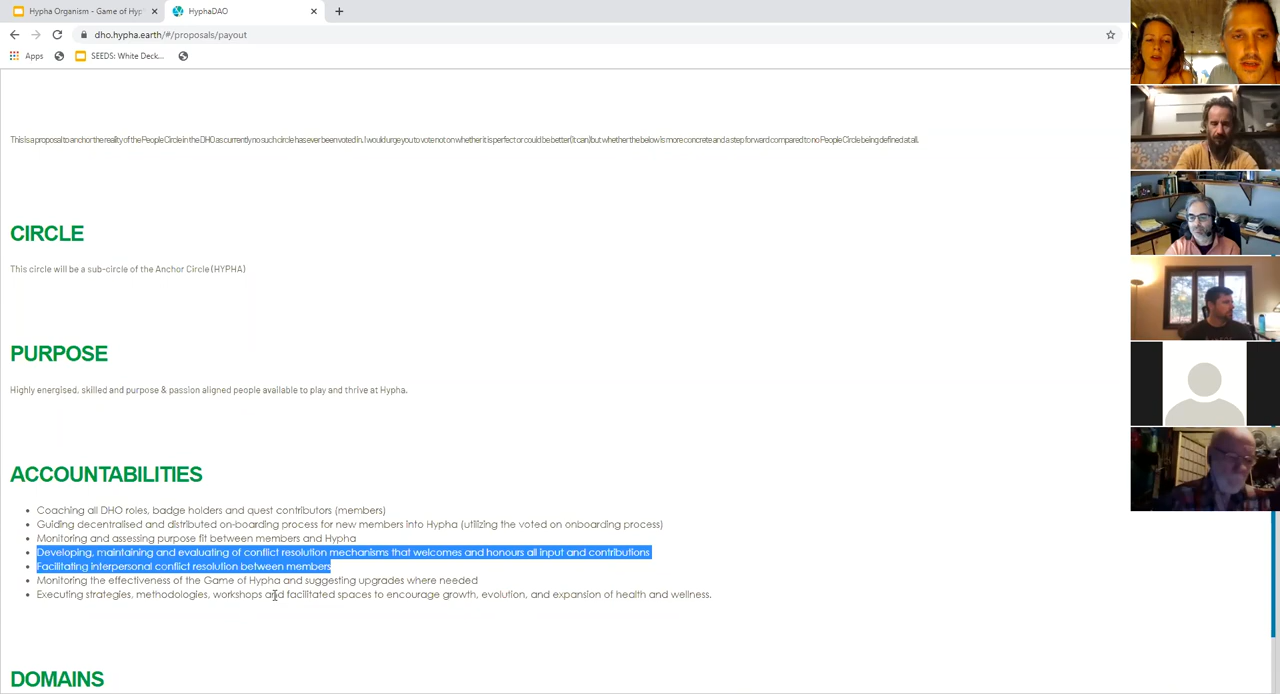 Hypha Organism - Game of Hyp
HyphaDAO
dho.hypha.earth/#/proposals/payout
Apps
SEEDS: White Deck...
This is a proposal to anchor the reality of the People Circle in the DHO as currently no such circle has ever been voted in. I would urge you to vote not on whether it is perfect or could be better (it can) but whether the below is more concrete and a step forward compared to no People Circle being defined at all.
CIRCLE
This circle will be a sub-circle of the Anchor Circle (HYPHA)
PURPOSE
Highly energised, skilled and purpose & passion aligned people available to play and thrive at Hypha.
ACCOUNTABILITIES
• Coaching all DHO roles, badge holders and quest contributors (members)
• Guiding decentralised and distributed on-boarding process for new members into Hypha (utilizing the voted on onboarding process)
• Monitoring and assessing purpose fit between members and Hypha
• Developing, maintaining and evaluating of conflict resolution mechanisms that welcomes and honours all input and contributions
• Facilitating interpersonal conflict resolution between members
• Monitoring the effectiveness of the Game of Hypha and suggesting upgrades where needed
• Executing strategies, methodologies, workshops and facilitated spaces to encourage growth, evolution, and expansion of health and wellness.
DOMAINS